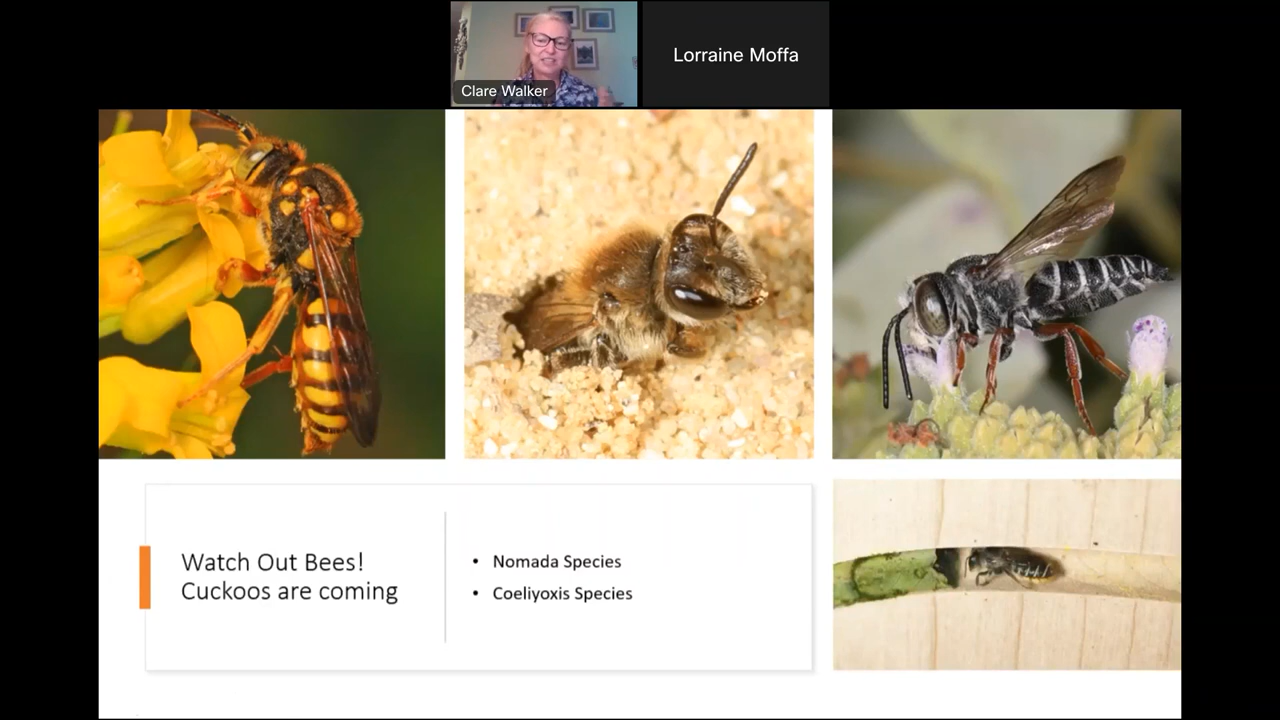 Clare Walker
Lorraine Moffa
Watch Out Bees!
Cuckoos are coming
• Nomada Species
• Coeliyoxis Species